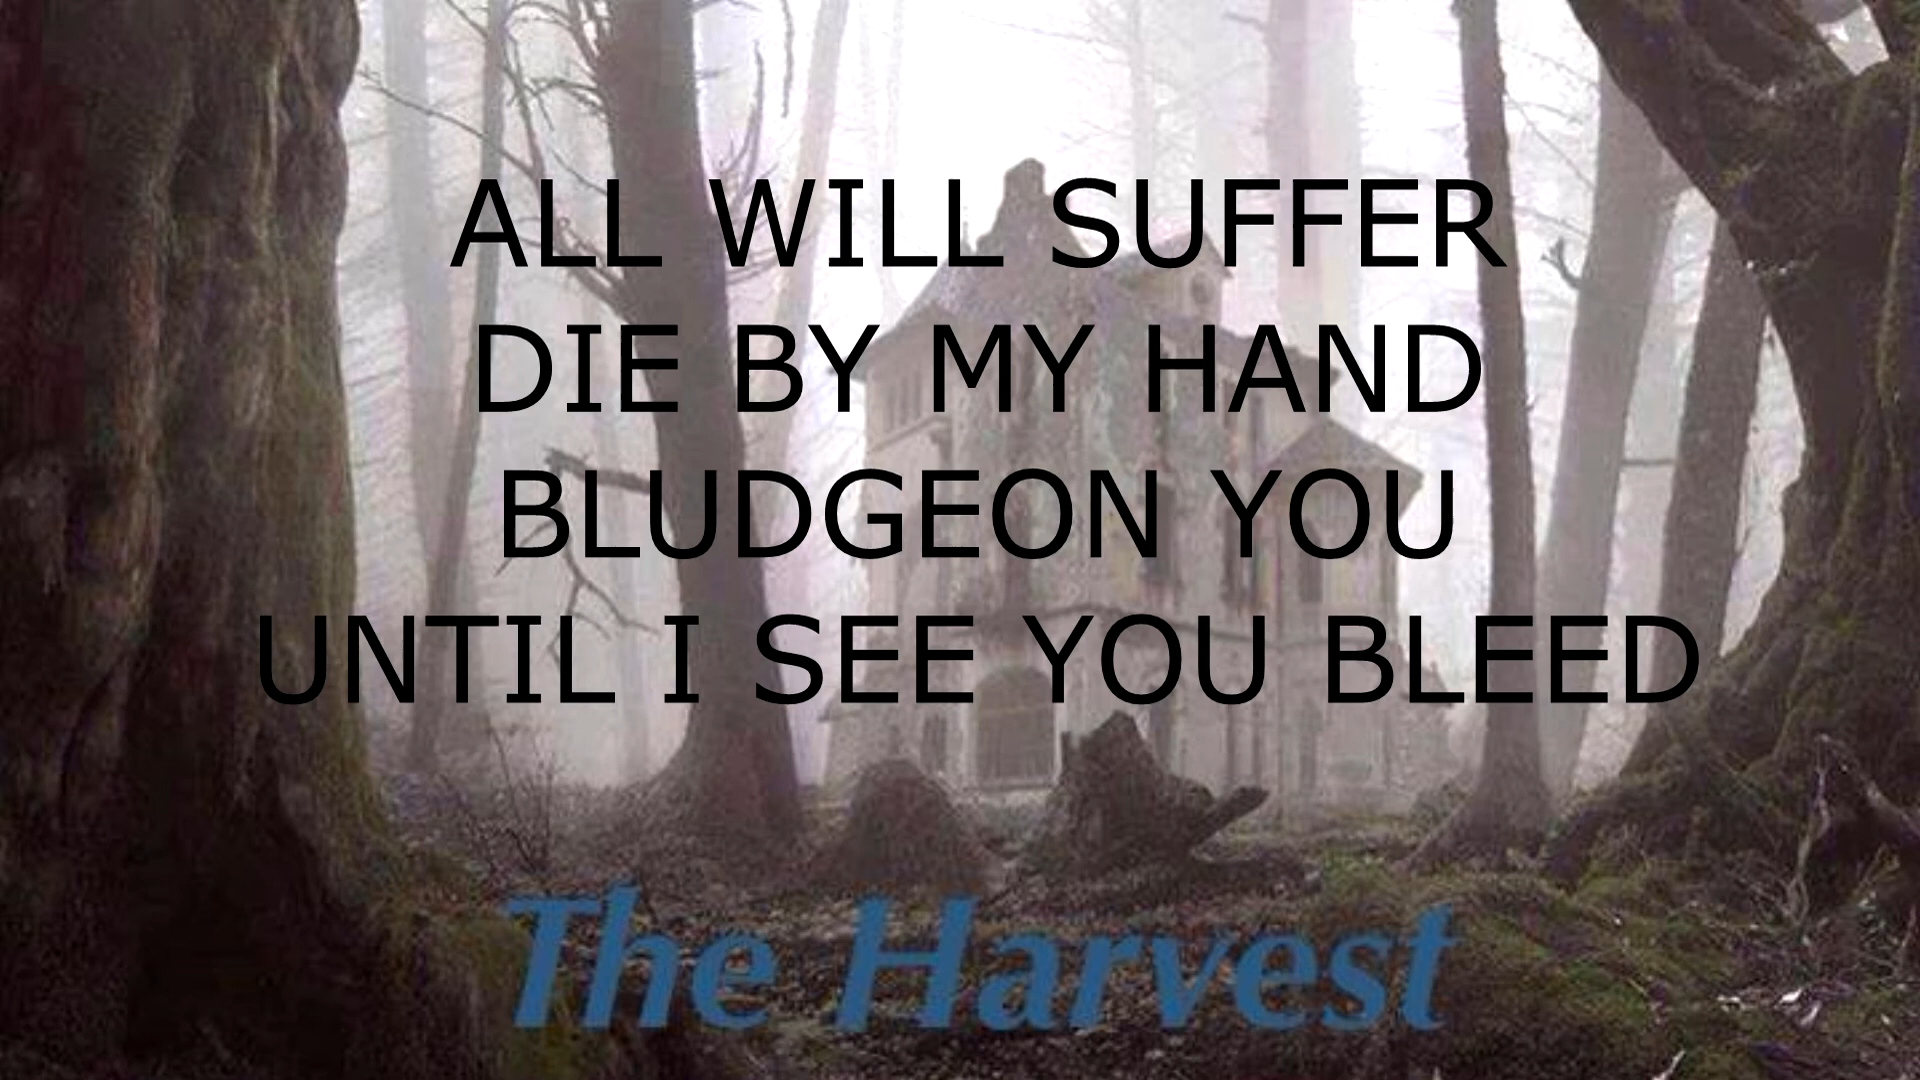 ALL WILL SUFFER
DIE BY MY HAND
BLUDGEON YOU
UNTIL I SEE YOU BLEED
The Harvest